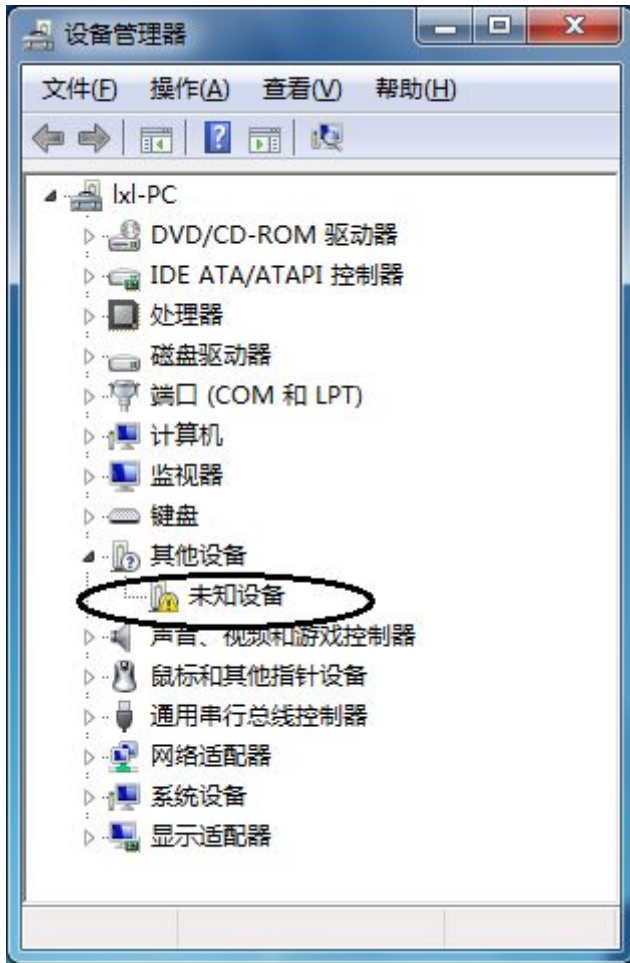 设备管理器
文件(F) 操作(A) 查看(V) 帮助(H)
lxl-PC
DVD/CD-ROM 驱动器
IDE ATA/ATAPI 控制器
处理器
磁盘驱动器
端口 (COM 和 LPT)
计算机
监视器
键盘
其他设备
未知设备
声音、视频和游戏控制器
鼠标和其他指针设备
通用串行总线控制器
网络适配器
系统设备
显示适配器